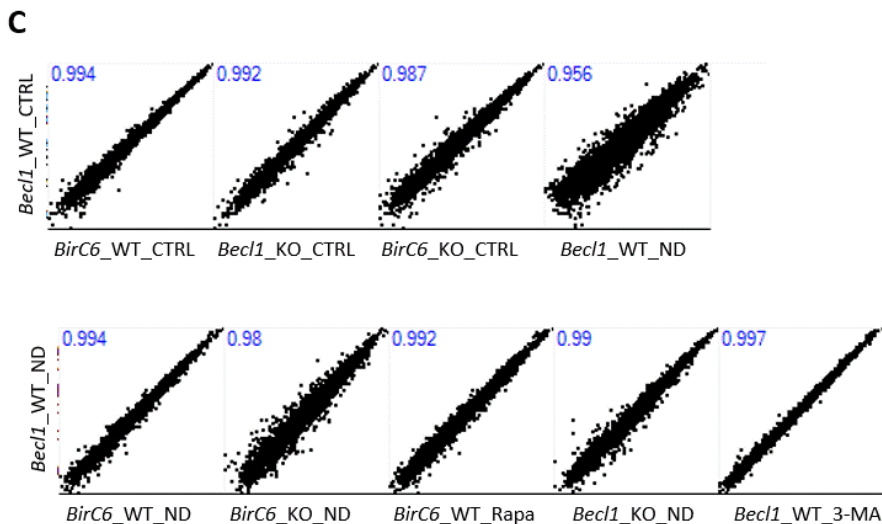 C
0.994 0.992 0.987 0.956
Becl1_WT_CTRL
BirC6_WT_CTRL Becl1_KO_CTRL BirC6_KO_CTRL Becl1_WT_ND
0.994 0.98 0.992 0.99 0.997
Becl1_WT_ND
BirC6_WT_ND BirC6_KO_ND BirC6_WT_Rapa Becl1_KO_ND Becl1_WT_3-MA